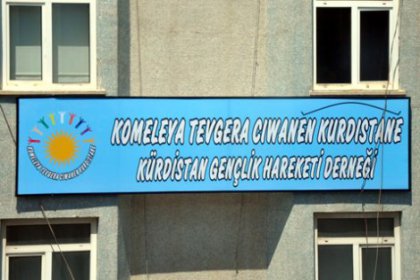 KOMELEYA TEVGERA CIWANEN KURDISTANE
KÜRDİSTAN GENÇLİK HAREKETİ DERNEĞİ